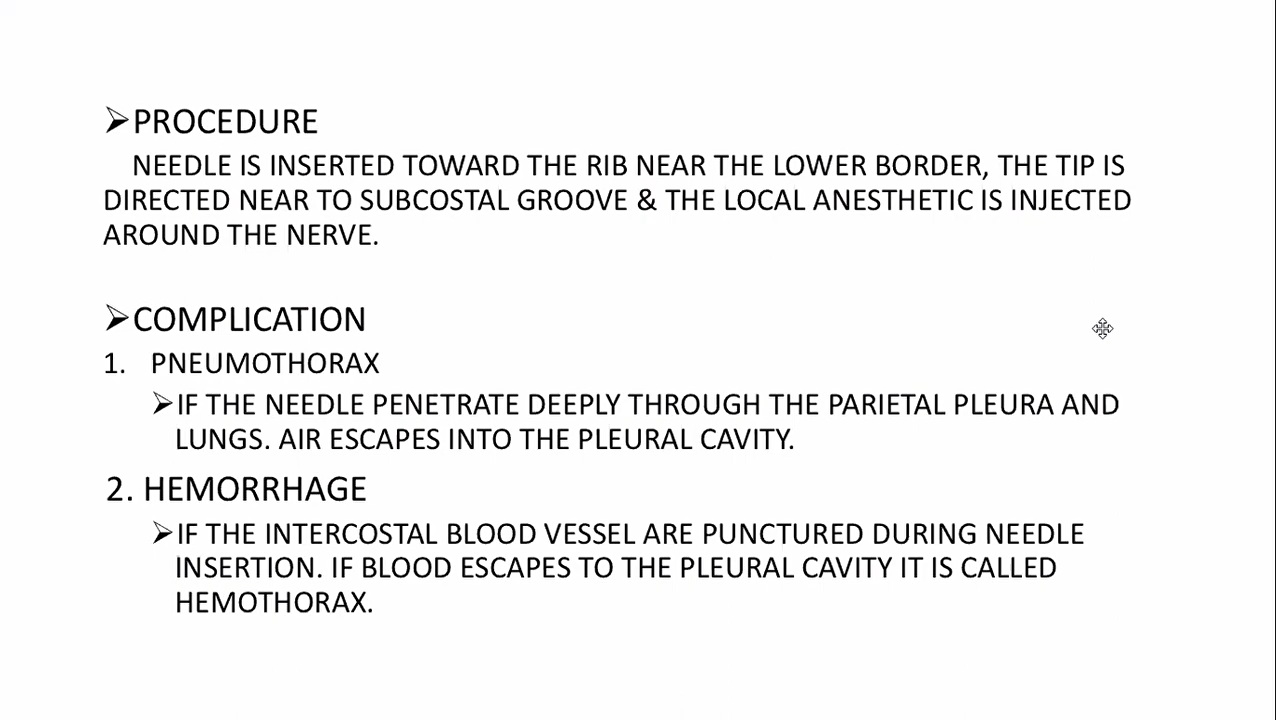 ➢PROCEDURE
NEEDLE IS INSERTED TOWARD THE RIB NEAR THE LOWER BORDER, THE TIP IS
DIRECTED NEAR TO SUBCOSTAL GROOVE & THE LOCAL ANESTHETIC IS INJECTED
AROUND THE NERVE.
➢COMPLICATION
1. PNEUMOTHORAX
➢IF THE NEEDLE PENETRATE DEEPLY THROUGH THE PARIETAL PLEURA AND
LUNGS. AIR ESCAPES INTO THE PLEURAL CAVITY.
2. HEMORRHAGE
➢IF THE INTERCOSTAL BLOOD VESSEL ARE PUNCTURED DURING NEEDLE
INSERTION. IF BLOOD ESCAPES TO THE PLEURAL CAVITY IT IS CALLED
HEMOTHORAX.